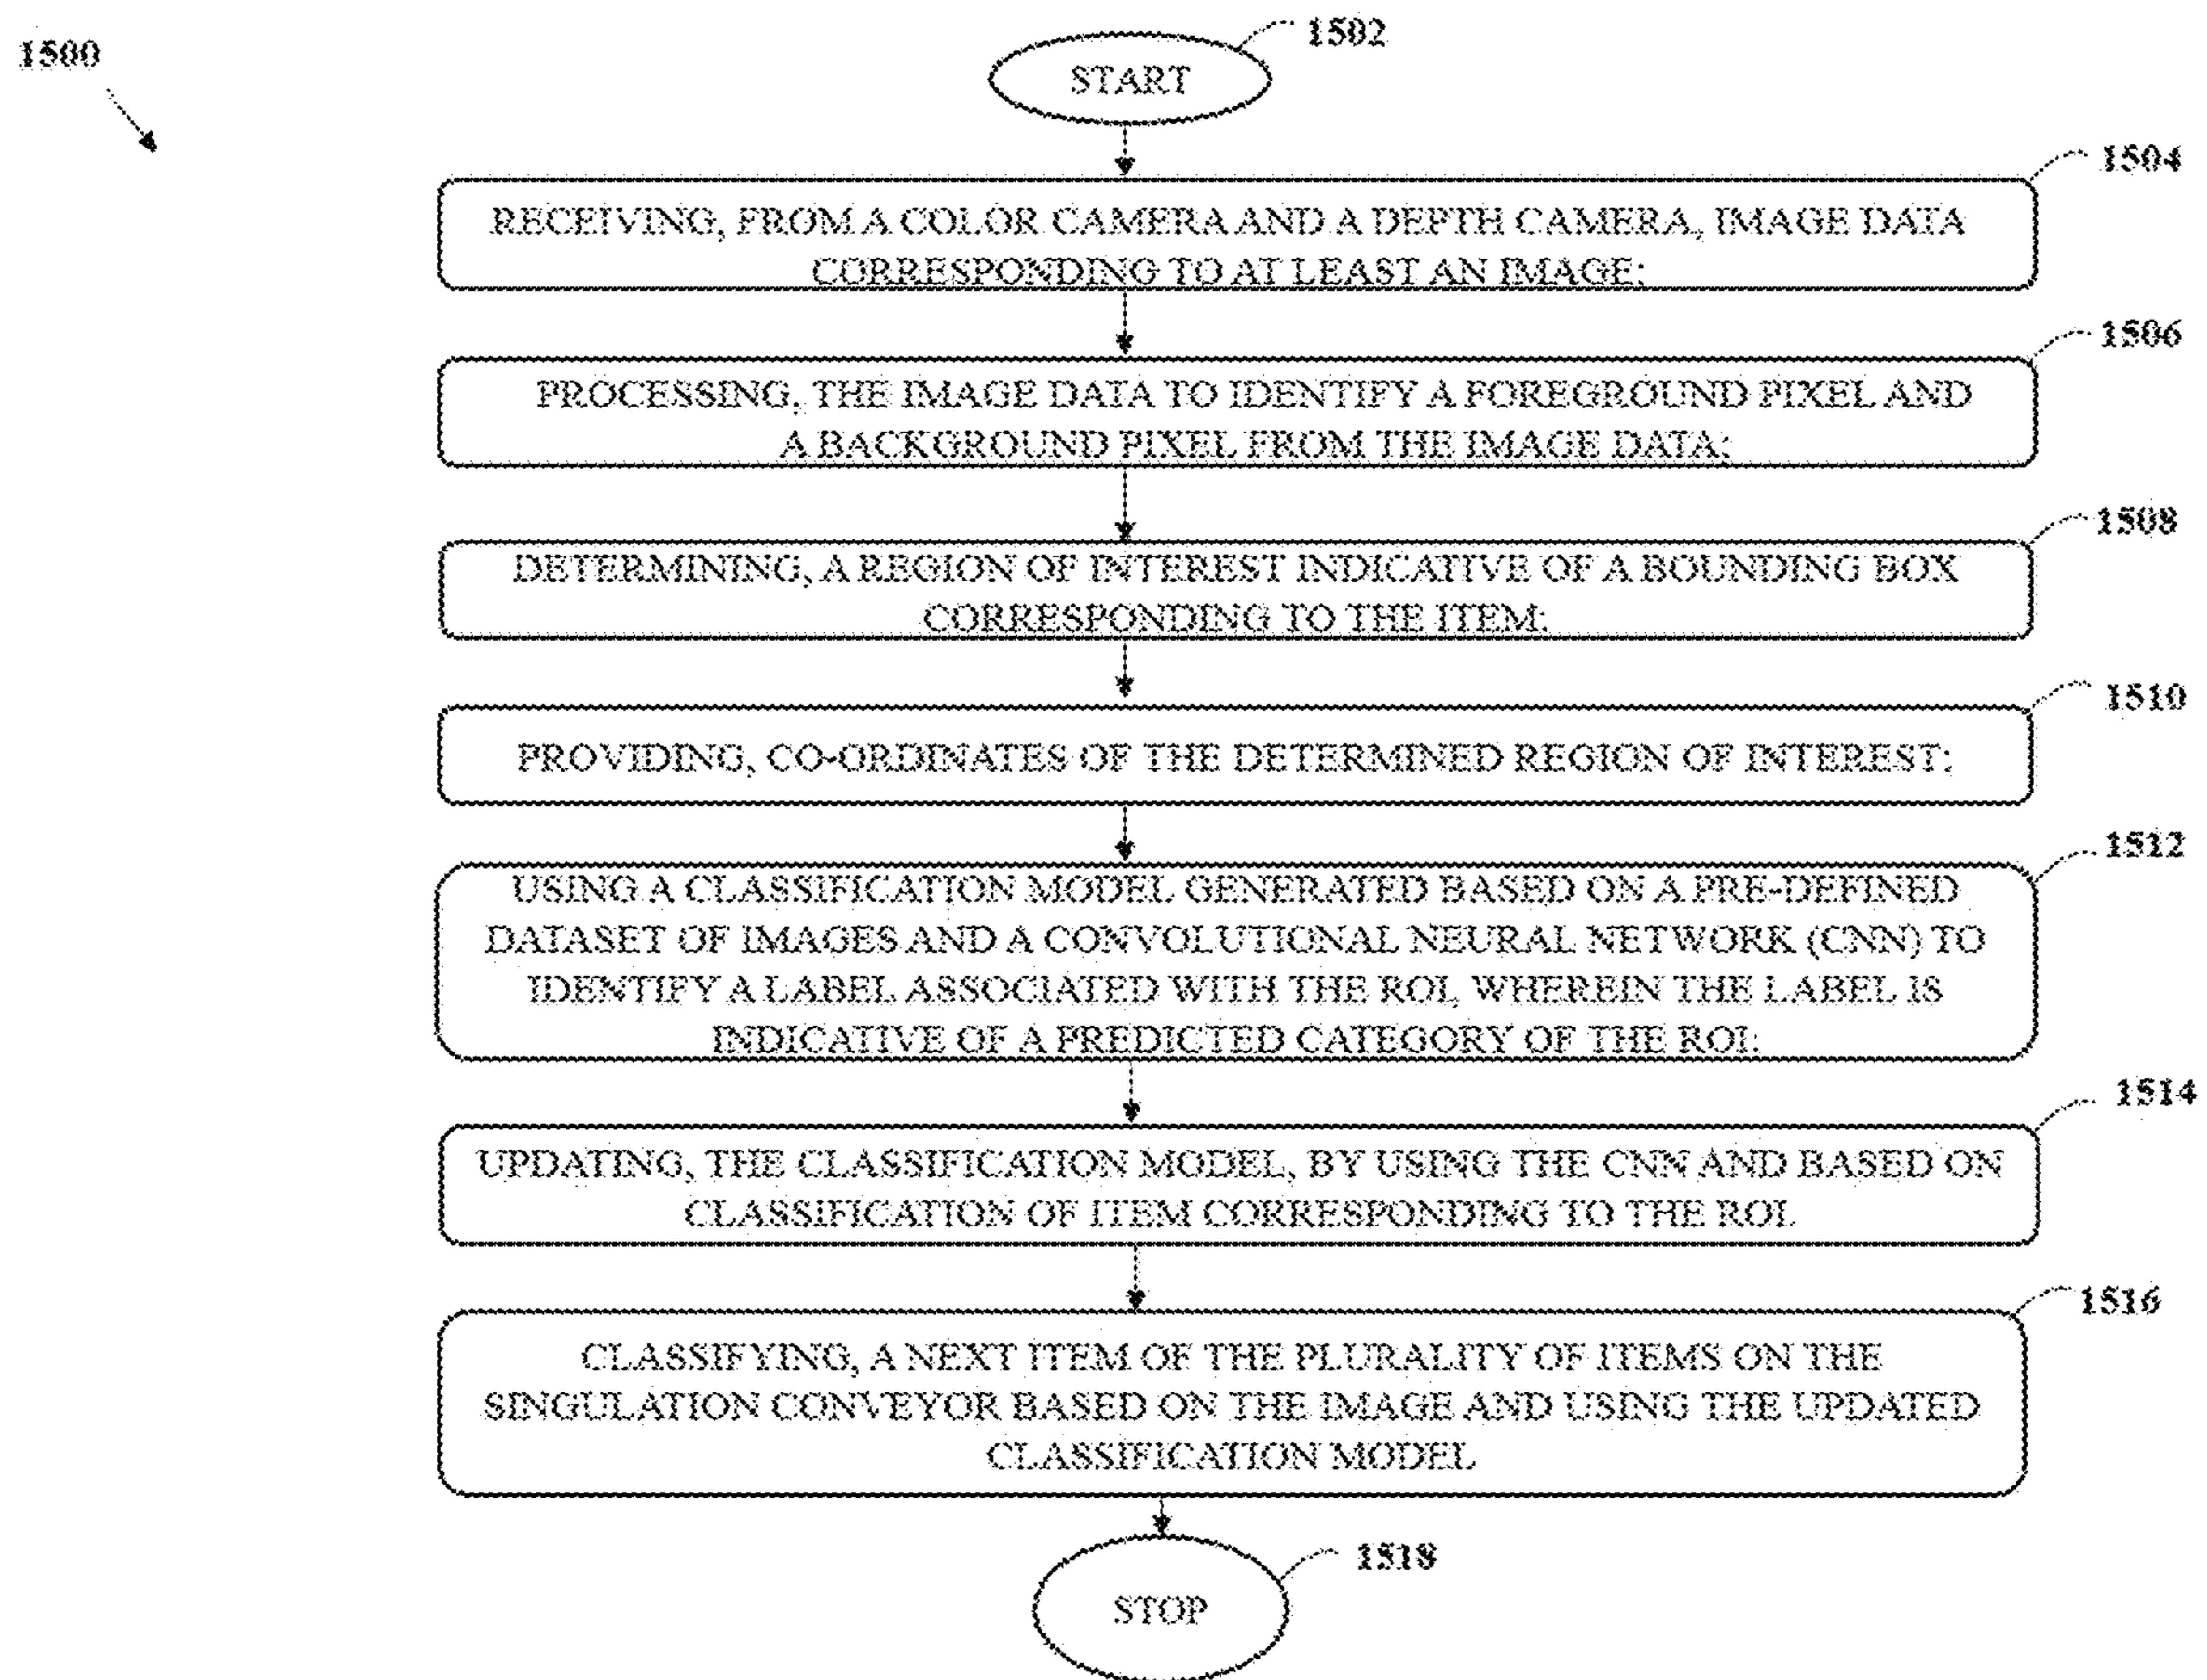 1500
1502
START
1504
RECEIVING, FROM A COLOR CAMERA AND A DEPTH CAMERA, IMAGE DATA
CORRESPONDING TO AT LEAST AN IMAGE;
1506
PROCESSING, THE IMAGE DATA TO IDENTIFY A FOREGROUND PIXEL AND
A BACKGROUND PIXEL FROM THE IMAGE DATA;
1508
DETERMINING, A REGION OF INTEREST INDICATIVE OF A BOUNDING BOX
CORRESPONDING TO THE ITEM;
1510
PROVIDING, CO-ORDINATES OF THE DETERMINED REGION OF INTEREST;
1512
USING A CLASSIFICATION MODEL GENERATED BASED ON A PRE-DEFINED
DATASET OF IMAGES AND A CONVOLUTIONAL NEURAL NETWORK (CNN) TO
IDENTIFY A LABEL ASSOCIATED WITH THE ROI, WHEREIN THE LABEL IS
INDICATIVE OF A PREDICTED CATEGORY OF THE ROI;
1514
UPDATING, THE CLASSIFICATION MODEL, BY USING THE CNN AND BASED ON
CLASSIFICATION OF ITEM CORRESPONDING TO THE ROI.
1516
CLASSIFYING, A NEXT ITEM OF THE PLURALITY OF ITEMS ON THE
SINGULATION CONVEYOR BASED ON THE IMAGE AND USING THE UPDATED
CLASSIFICATION MODEL
1518
STOP